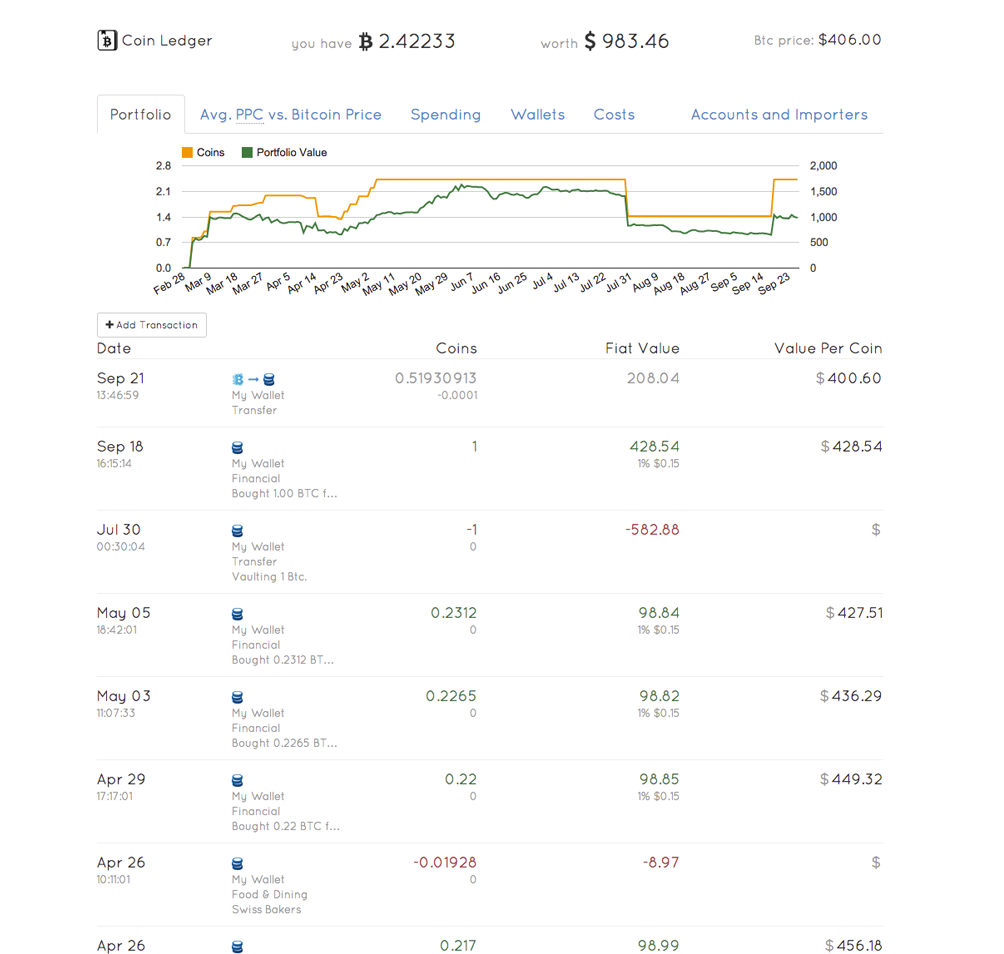 Coin Ledger you have 2.42233 worth $ 983.46 Btc price: $406.00
Portfolio Avg. PPC vs. Bitcoin Price Spending Wallets Costs Accounts and Importers
Coins Portfolio Value
2.8 2,000
2.1 1,500
1.4 1,000
0.7 500
0.0 0
Feb 28 Mar 9 Mar 18 Mar 27 Apr 5 Apr 14 Apr 23 May 2 May 11 May 20 May 29 Jun 7 Jun 16 Jun 25 Jul 4 Jul 13 Jul 22 Jul 31 Aug 9 Aug 18 Aug 27 Sep 5 Sep 14 Sep 23
+ Add Transaction
Date Coins Fiat Value Value Per Coin
Sep 21 0.51930913 208.04 $ 400.60
13:46:59 My Wallet -0.0001
Transfer
Sep 18 1 428.54 $ 428.54
16:15:14 My Wallet 1% $0.15
Financial
Bought 1.00 BTC f...
Jul 30 -1 -582.88 $
00:30:04 My Wallet 0
Transfer
Vaulting 1 Btc.
May 05 0.2312 98.84 $ 427.51
18:42:01 My Wallet 0 1% $0.15
Financial
Bought 0.2312 BT...
May 03 0.2265 98.82 $ 436.29
11:07:33 My Wallet 0 1% $0.15
Financial
Bought 0.2265 BT...
Apr 29 0.22 98.85 $ 449.32
17:17:01 My Wallet 0 1% $0.15
Financial
Bought 0.22 BTC f...
Apr 26 -0.01928 -8.97 $
10:11:01 My Wallet 0
Food & Dining
Swiss Bakers
Apr 26 0.217 98.99 $ 456.18